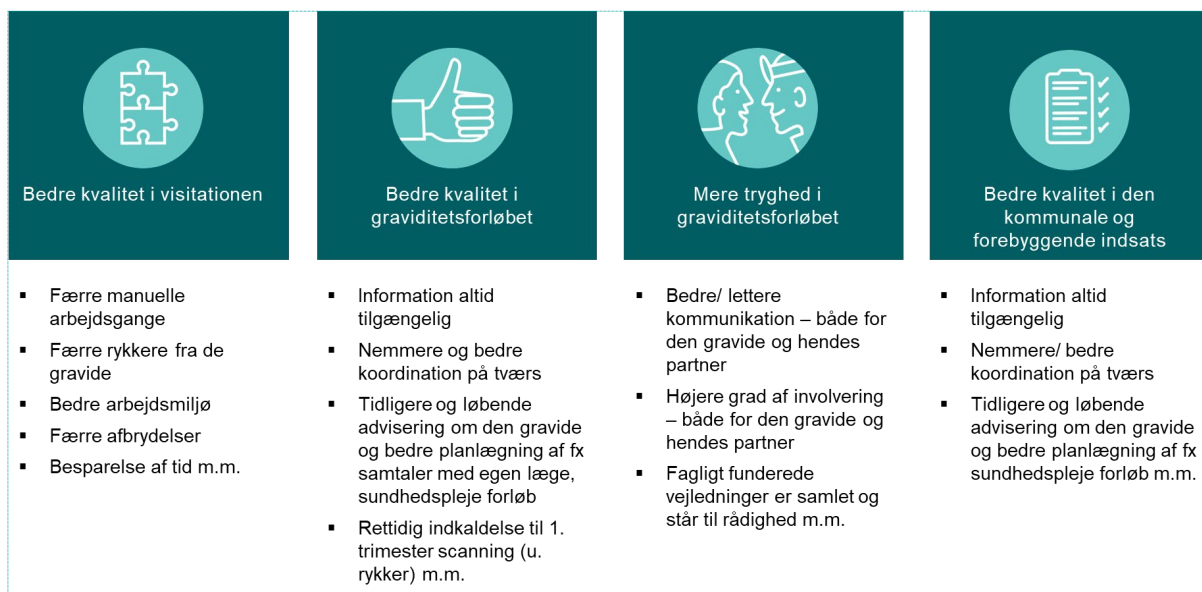 Bedre kvalitet i visitationen
Færre manuelle
arbejdsgange
Færre rykkere fra de
gravide
Bedre arbejdsmiljø
Færre afbrydelser
Besparelse af tid m.m.
Bedre kvalitet i
graviditetsforløbet
Information altid
tilgængelig
Nemmere og bedre
koordination på tværs
Tidligere og løbende
advisering om den gravide
og bedre planlægning af fx
samtaler med egen læge,
sundhedspleje forløb
Rettidig indkaldelse til 1.
trimester scanning (u.
rykker) m.m.
Mere tryghed i
graviditetsforløbet
Bedre/ lettere
kommunikation – både for
den gravide og hendes
partner
Højere grad af involvering
– både for den gravide og
hendes partner
Fagligt funderede
vejledninger er samlet og
står til rådighed m.m.
Bedre kvalitet i den
kommunale og
forebyggende indsats
Information altid
tilgængelig
Nemmere/ bedre
koordination på tværs
Tidligere og løbende
advisering om den gravide
og bedre planlægning af fx
sundhedspleje forløb m.m.